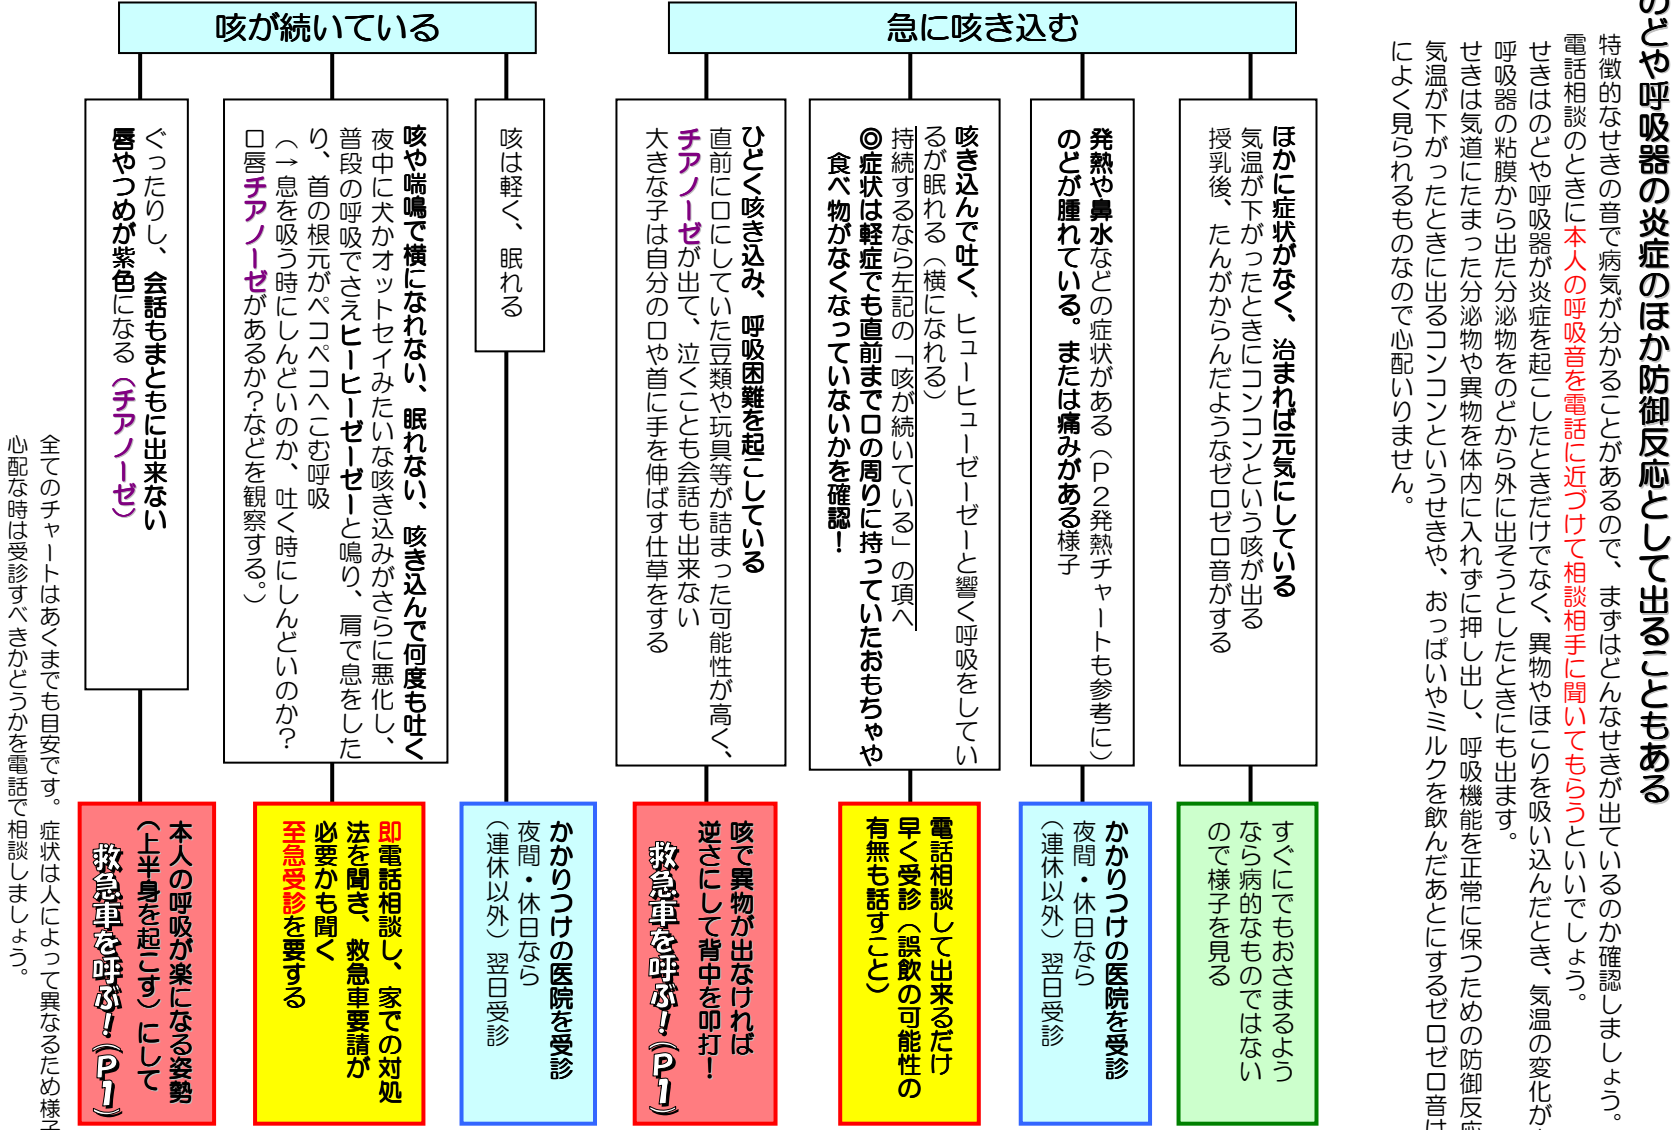 のどや呼吸器の炎症のほか防御反応として出ることもある
特徴的なせきの音で病気が分かることがあるので、まずはどんなせきが出ているのか確認しましょう。
電話相談のときに本人の呼吸音を電話に近づけて相談相手に聞いてもらうといいでしょう。
せきはのどや呼吸器が炎症を起こしたときだけでなく、異物やほこりを吸い込んだとき、気温の変化が
呼吸器の粘膜から出た分泌物をのどから外に出そうとしたときにも出ます。
せきは気道にたまった分泌物や異物を体内に入れずに押し出し、呼吸機能を正常に保つための防御反応
気温が下がったときに出るコンコンというせきや、おっぱいやミルクを飲んだあとにするゼロゼロ音は
によく見られるものなので心配いりません。
急に咳き込む
ほかに症状がなく、治まれば元気にしている
気温が下がったときにコンコンという咳が出る
授乳後、たんがからんだようなゼロゼロ音がする
すぐにでもおさまるよう
なら病的なものではない
ので様子を見る
発熱や鼻水などの症状がある（Ｐ２発熱チャートも参考に）
のどが腫れている。または痛みがある様子
かかりつけの医院を受診
夜間・休日なら
（連休以外）翌日受診
咳き込んで吐く、ヒューヒューゼーゼーと響く呼吸をしてい
るが眠れる（横になれる）
持続するなら左記の「咳が続いている」の項へ
◎症状は軽症でも直前まで口の周りに持っていたおもちゃや
食べ物がなくなっていないかを確認！
電話相談して出来るだけ
早く受診（誤飲の可能性の
有無も話すこと）
ひどく咳き込み、呼吸困難を起こしている
直前に口にしていた豆類や玩具等が詰まった可能性が高く、
チアノーゼが出て、泣くことも会話も出来ない
大きな子は自分の口や首に手を伸ばす仕草をする
咳で異物が出なければ
逆さにして背中を叩打！
救急車を呼ぶ！（Ｐ１）
咳が続いている
咳は軽く、眠れる
かかりつけの医院を受診
夜間・休日なら
（連休以外）翌日受診
咳や喘鳴で横になれない、眠れない、咳き込んで何度も吐く
夜中に犬かオットセイみたいな咳き込みがさらに悪化し、
普段の呼吸でさえヒーヒーゼーゼーと鳴り、肩で息をした
り、首の根元がペコペコへこむ呼吸
（→息を吸う時にしんどいのか、吐く時にしんどいのか？
口唇チアノーゼがあるか？などを観察する。）
即電話相談し、家での対処
法を聞き、救急車要請が
必要かも聞く
至急受診を要する
ぐったりし、会話もまともに出来ない
唇やつめが紫色になる（チアノーゼ）
本人の呼吸が楽になる姿勢
（上半身を起こす）にして
救急車を呼ぶ！（Ｐ１）
全てのチャートはあくまでも目安です。症状は人によって異なるため様子
心配な時は受診すべきかどうかを電話で相談しましょう。